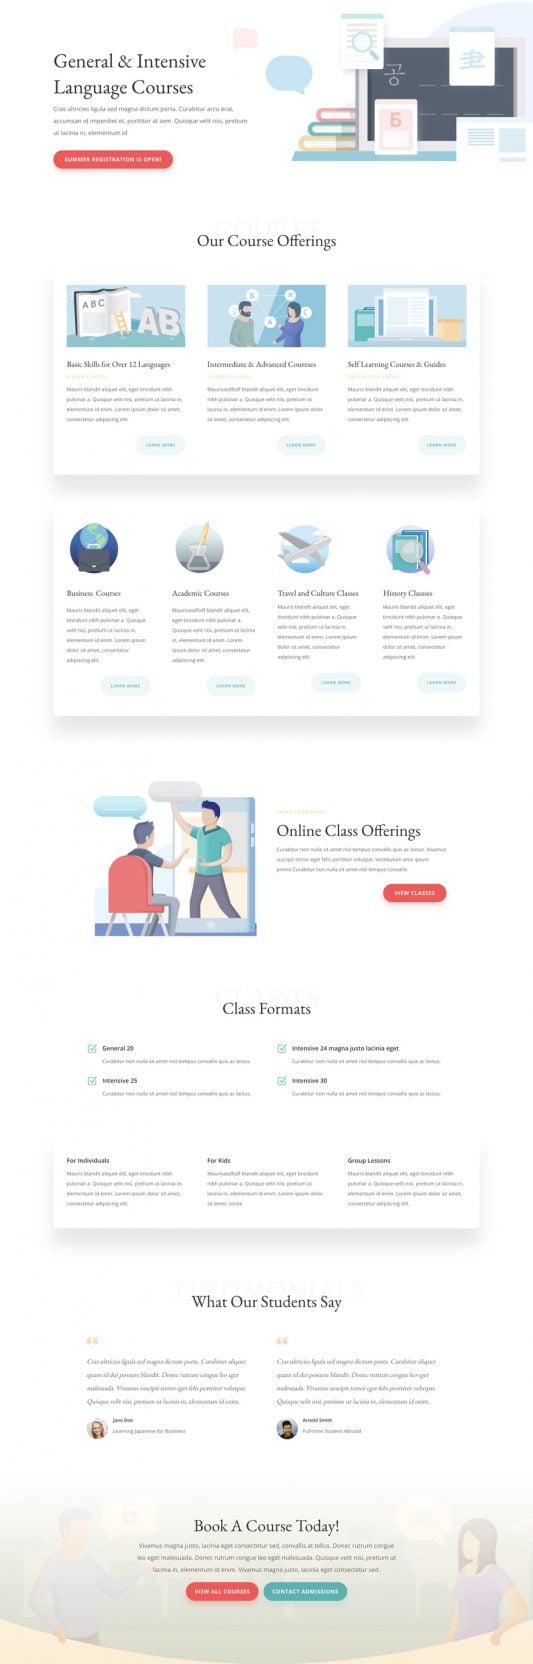 General & Intensive
Language Courses
Cras ultricies ligula sed magna dictum porta. Curabitur arcu erat,
accumsan id imperdiet et, porttitor at sem. Quisque velit nisi, pretium
ut lacinia in, elementum id
SUMMER REGISTRATION IS OPEN!
공
Б
COURSES
Our Course Offerings
ABC
AB
Б
A
Basic Skills for Over 12 Languages
Mauris blandit aliquet elit, eget tincidunt nibh
pulvinar a. Quisque velit nisi, pretium ut lacinia in,
elementum id enim. Lorem ipsum dolor sit amet,
consectetur adipiscing elit.
LEARN MORE
Intermediate & Advanced Coureses
Maurisasdfsdf blandit aliquet elit, eget tincidunt
nibh pulvinar a. Quisque velit nisi, pretium ut
lacinia in, elementum id enim. Lorem ipsum dolor
sit amet, consectetur adipiscing elit.
LEARN MORE
Self Learning Courses & Guides
ONLINE SELF PACED
Mauris blandit aliquet elit, eget tincidunt nibh
pulvinar a. Quisque velit nisi, pretium ut lacinia in,
elementum id enim. Lorem ipsum dolor sit amet,
consectetur adipiscing elit.
LEARN MORE
Business Courses
Mauris blandit aliquet elit, eget
tincidunt nibh pulvinar a. Quisque
velit nisi, pretium ut lacinia in,
elementum id enim. Lorem ipsum
dolor sit amet, consectetur
adipiscing elit.
LEARN MORE
Academic Courses
Maurisasdfsdf blandit aliquet elit,
eget tincidunt nibh pulvinar a.
Quisque velit nisi, pretium ut lacinia
in, elementum id enim. Lorem
ipsum dolor sit amet, consectetur
adipiscing elit.
LEARN MORE
Travel and Culture Classes
Mauris blandit aliquet elit, eget
tincidunt nibh pulvinar a. Quisque
velit nisi, pretium ut lacinia in,
elementum id enim. Lorem ipsum
dolor sit amet, consectetur
adipiscing elit.
LEARN MORE
History Classes
Mauris blandit aliquet elit, eget
tincidunt nibh pulvinar a. Quisque
velit nisi, pretium ut lacinia in,
elementum id enim. Lorem ipsum
dolor sit amet, consectetur
adipiscing elit.
LEARN MORE
LEARN FROM HOME
Online Class Offerings
Curabitur non nulla sit amet nisl tempus convallis quis ac lectus. Vivamus
suscipit tortor eget felis porttitor volutpat. Vestibulum ante ipsum
primis Curabitur non nulla sit amet nisl tempus convallis
VIEW CLASSES
CLASSES
Class Formats
General 20
Curabitur non nulla sit amet nisl tempus convallis quis ac lectus.
Intensive 24 magna justo lacinia eget
Curabitur non nulla sit amet nisl tempus convallis quis ac lectus.
Intensive 25
Curabitur non nulla sit amet nisl tempus convallis quis ac lectus.
Intensive 30
Curabitur non nulla sit amet nisl tempus convallis quis ac lectus.
For Individuals
Mauris blandit aliquet elit, eget tincidunt nibh
pulvinar a. Quisque velit nisi, pretium ut lacinia in,
elementum id enim. Lorem ipsum dolor sit amet,
consectetur adipiscing elit.
For Kids
Maurisasdfsdf blandit aliquet elit, eget tincidunt
nibh pulvinar a. Quisque velit nisi, pretium ut
lacinia in, elementum id enim. Lorem ipsum dolor
sit amet, conse
Group Lessons
Mauris blandit aliquet elit, eget tincidunt nibh
pulvinar a. Quisque velit nisi, pretium ut lacinia in,
elementum id enim. Lorem ipsum dolor sit amet,
consectetur adipiscing elit.
TESTIMONIALS
What Our Students Say
Cras ultricies ligula sed magna dictum porta. Curabitur aliquet
quam id dui posuere blandit. Donec rutrum congue leo eget
malesuada. Vivamus suscipit tortor eget felis porttitor volutpat.
Quisque velit nisi, pretium ut lacinia in, elementum id enim.
Jane Doe
Learning Japanese for Business
Cras ultricies ligula sed magna dictum porta. Curabitur aliquet
quam id dui posuere blandit. Donec rutrum congue leo eget
malesuada. Vivamus suscipit tortor eget felis porttitor volutpat.
Quisque velit nisi, pretium ut lacinia in, elementum id enim.
Arnold Smith
Full-time Student Abroad
Б
Book A Course Today!
Vivamus magna justo, lacinia eget consectetur sed, convallis at tellus. Donec rutrum congue
leo eget malesuada. Donec rutrum congue leo eget malesuada. Quisque velit nisi, pretium ut
lacinia in, elementum id enim. Vivamus magna justo, lacinia eget consectetur sed.
VIEW ALL COURSES
CONTACT ADMISSIONS